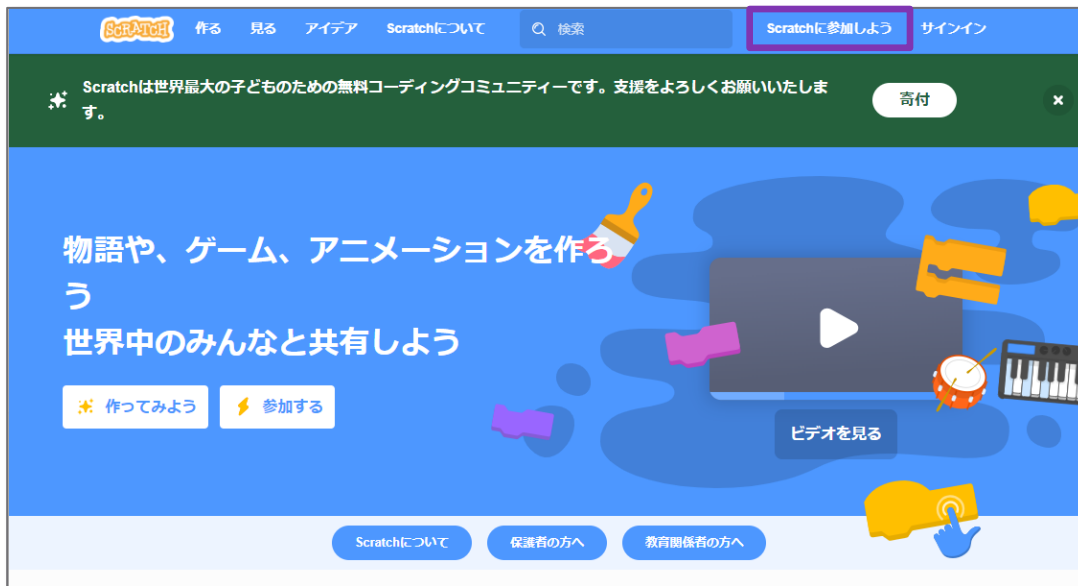 SCRATCH 作る 見る アイデア Scratchについて 検索 Scratchに参加しよう サインイン
Scratchは世界最大の子どものための無料コーディングコミュニティーです。支援をよろしくお願いいたしま
す。
寄付
物語や、ゲーム、アニメーションを作ろ
う
世界中のみんなと共有しよう
作ってみよう 参加する
ビデオを見る
Scratchについて 保護者の方へ 教育関係者の方へ